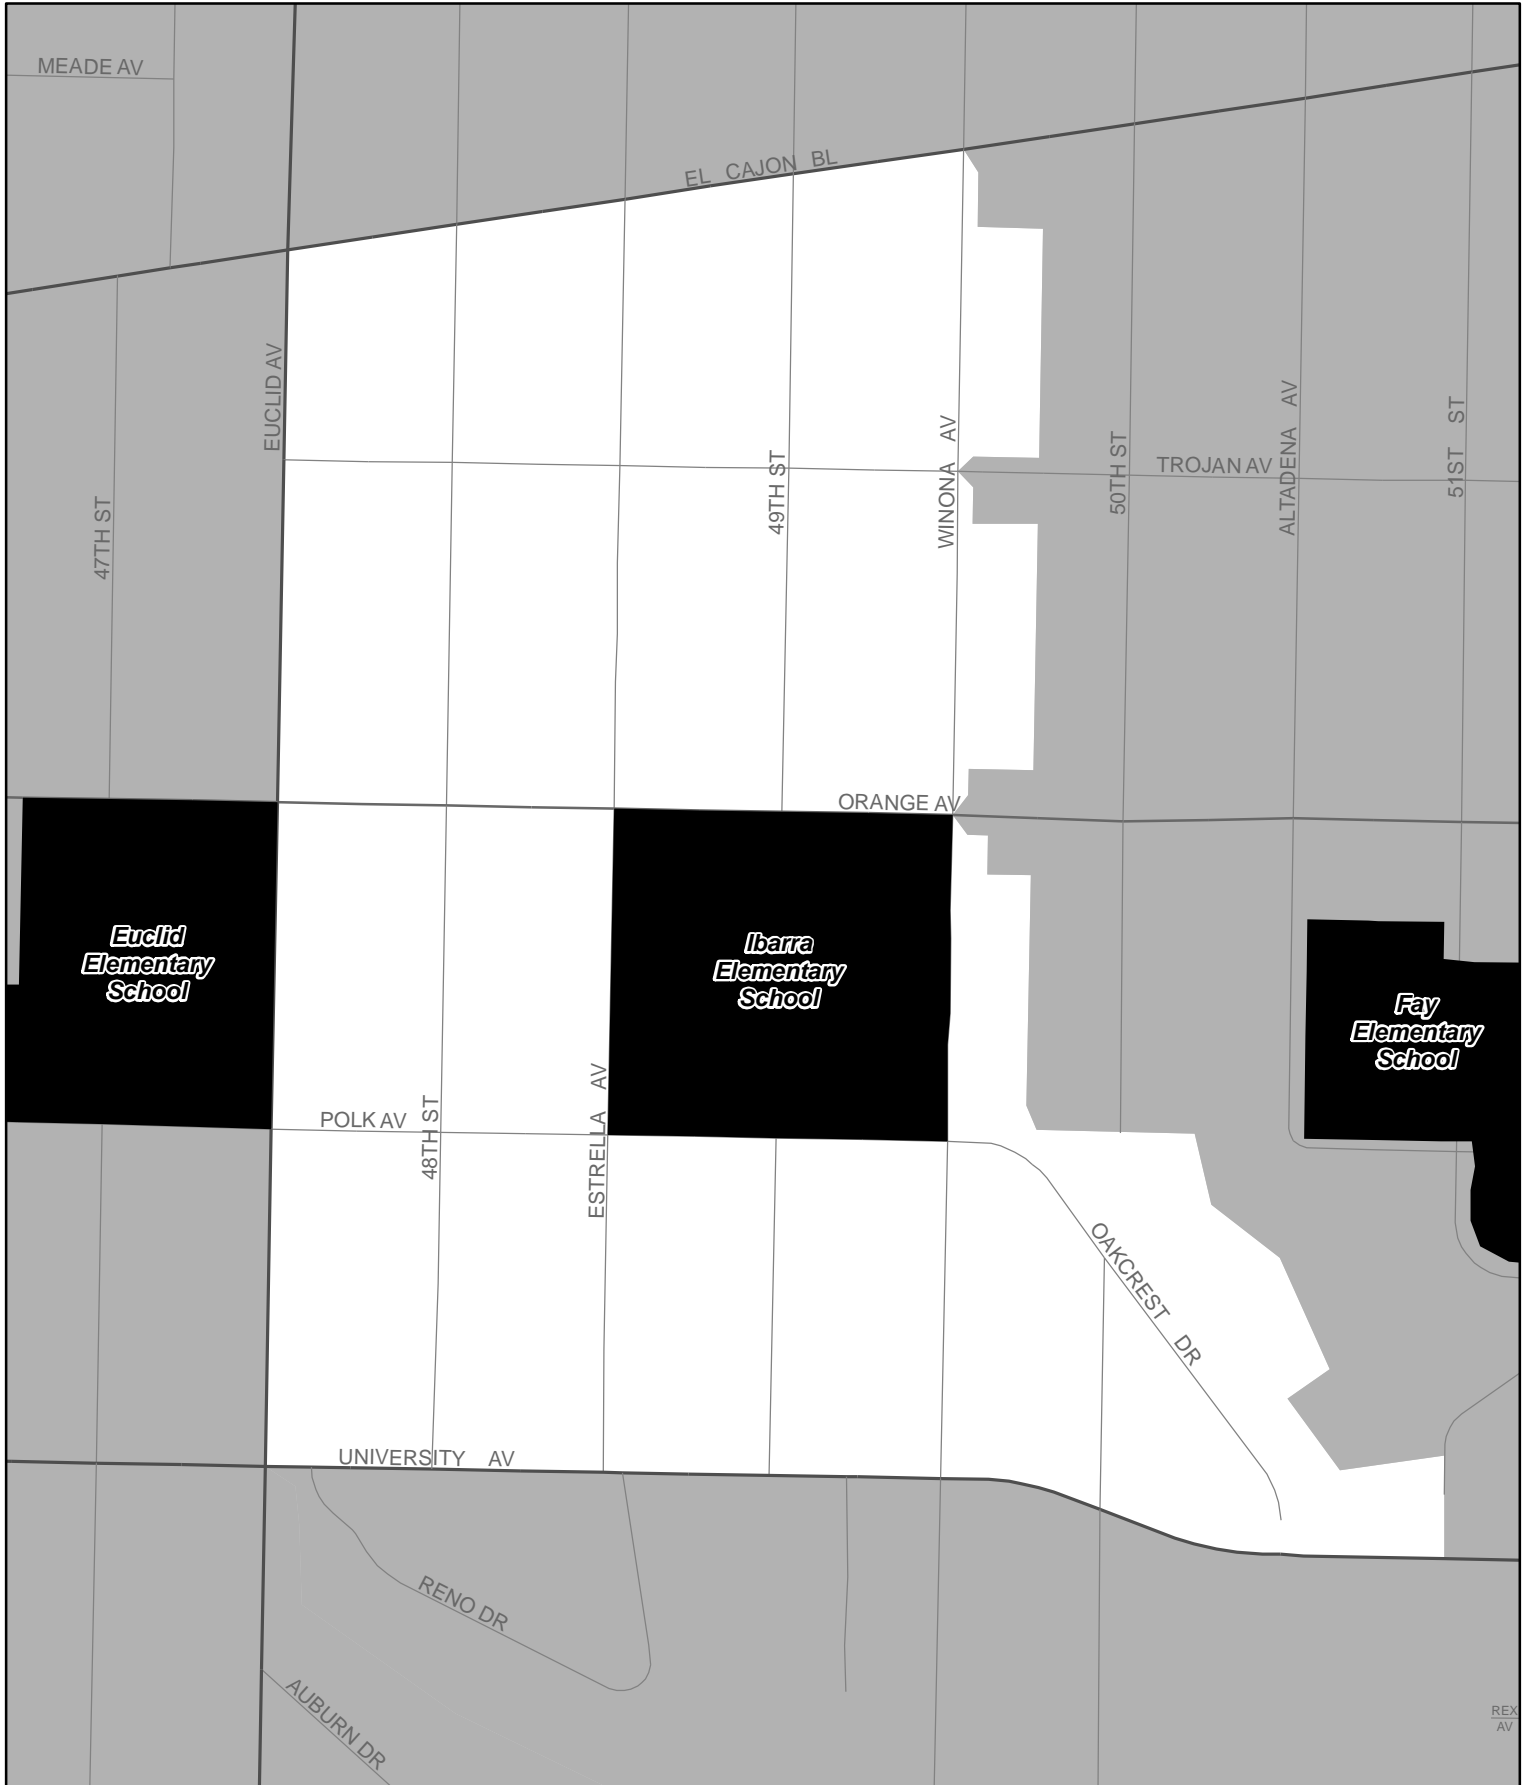 MEADE AV
EL CAJON BL
EUCLID AV
47TH ST
49TH ST
WINONA AV
50TH ST
TROJAN AV
ALTADENA AV
51ST ST
ORANGE AV
Euclid
Elementary
School
Ibarra
Elementary
School
Fay
Elementary
School
POLK AV
48TH ST
ESTRELLA AV
OAKCREST DR
UNIVERSITY AV
RENO DR
AUBURN DR
REX
AV